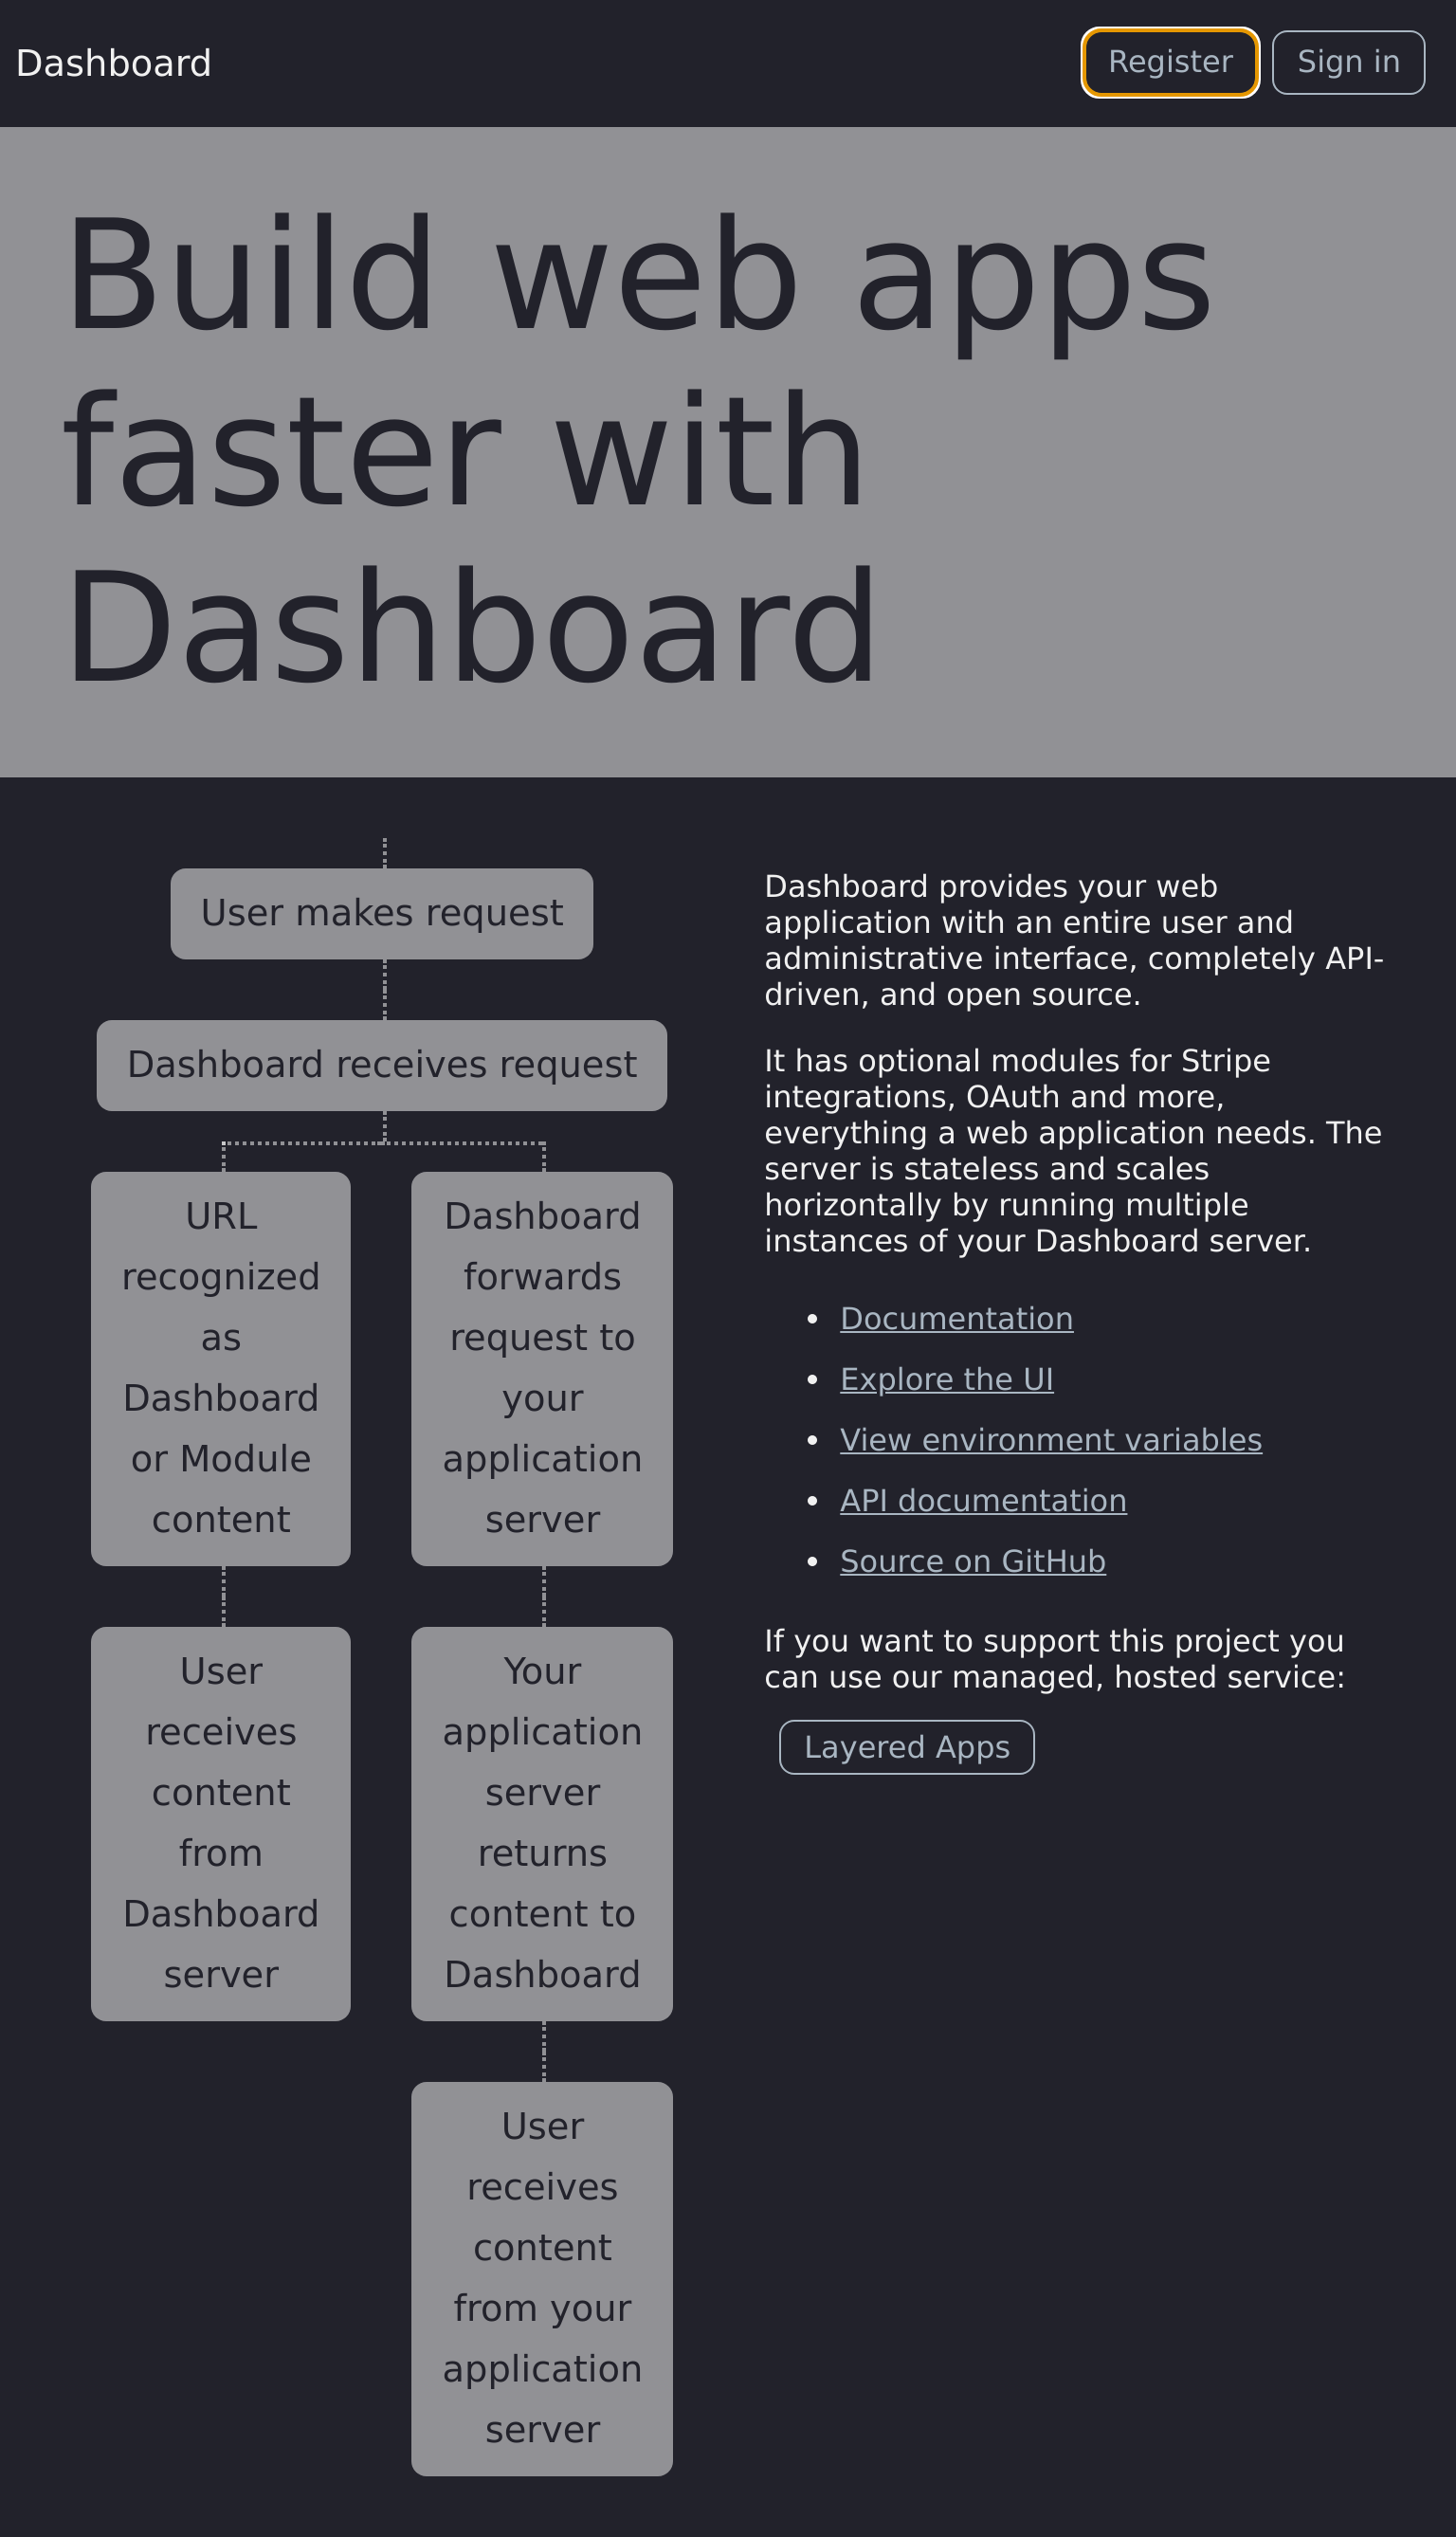 Dashboard
Register
Sign in
Build web apps
faster with
Dashboard
User makes request
Dashboard receives request
URL
recognized
as
Dashboard
or Module
content
Dashboard
forwards
request to
your
application
server
User
receives
content
from
Dashboard
server
Your
application
server
returns
content to
Dashboard
User
receives
content
from your
application
server
Dashboard provides your web
application with an entire user and
administrative interface, completely API-
driven, and open source.
It has optional modules for Stripe
integrations, OAuth and more,
everything a web application needs. The
server is stateless and scales
horizontally by running multiple
instances of your Dashboard server.
• Documentation
• Explore the UI
• View environment variables
• API documentation
• Source on GitHub
If you want to support this project you
can use our managed, hosted service:
Layered Apps